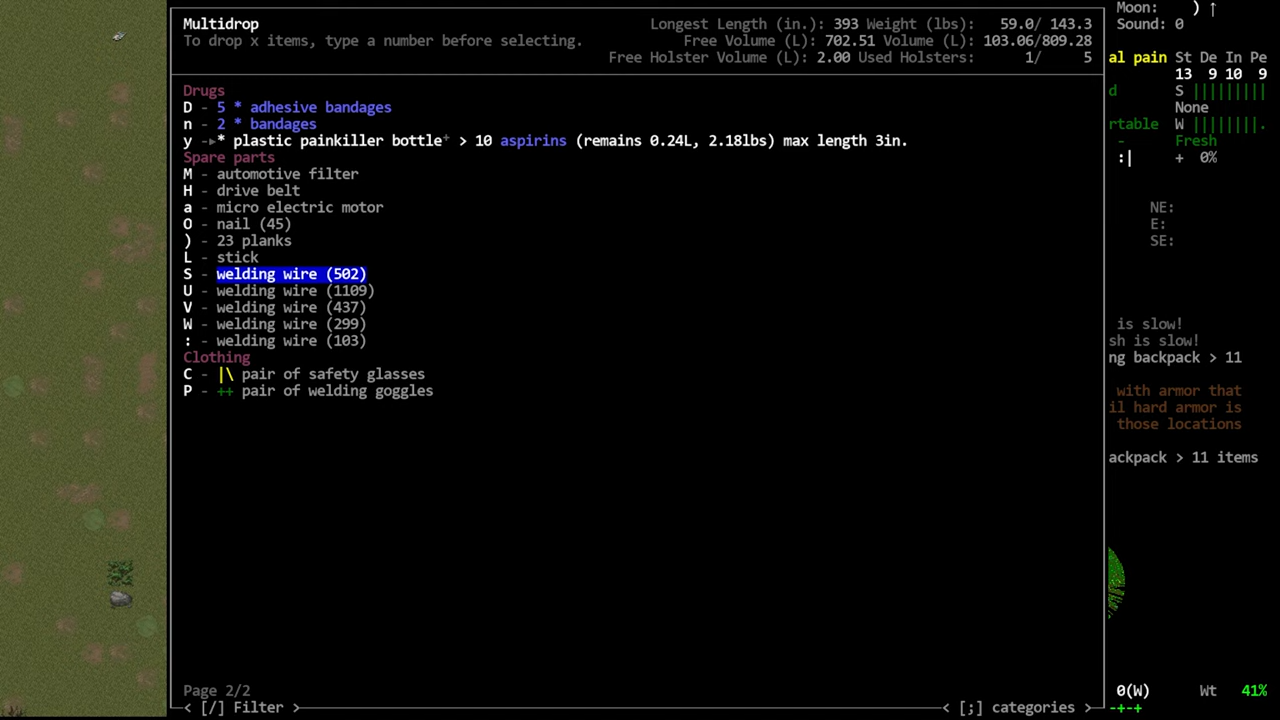 Multidrop
Longest Length (in.): 393 Weight (lbs): 59.0/ 143.3
To drop x items, type a number before selecting.
Free Volume (L): 702.51 Volume (L): 103.06/809.28
Free Holster Volume (L): 2.00 Used Holsters: 1/ 5
Drugs
D - 5 * adhesive bandages
n - 2 * bandages
y -▸* plastic painkiller bottle⁺ > 10 aspirins (remains 0.24L, 2.18lbs) max length 3in.
Spare parts
M - automotive filter
H - drive belt
a - micro electric motor
O - nail (45)
) - 23 planks
L - stick
S - welding wire (502)
U - welding wire (1109)
V - welding wire (437)
W - welding wire (299)
: - welding wire (103)
Clothing
C - |\ pair of safety glasses
P - ++ pair of welding goggles
Page 2/2
< [/] Filter >
< [;] categories >
Moon: ) ↑
Sound: 0
al pain St De In Pe
13 9 10 9
d S |||||||||
None
rtable W ||||||||.
- Fresh
:| + 0%
NE:
E:
SE:
is slow!
sh is slow!
ng backpack > 11
with armor that
il hard armor is
those locations
ackpack > 11 items
0(W) Wt 41%
-+-+